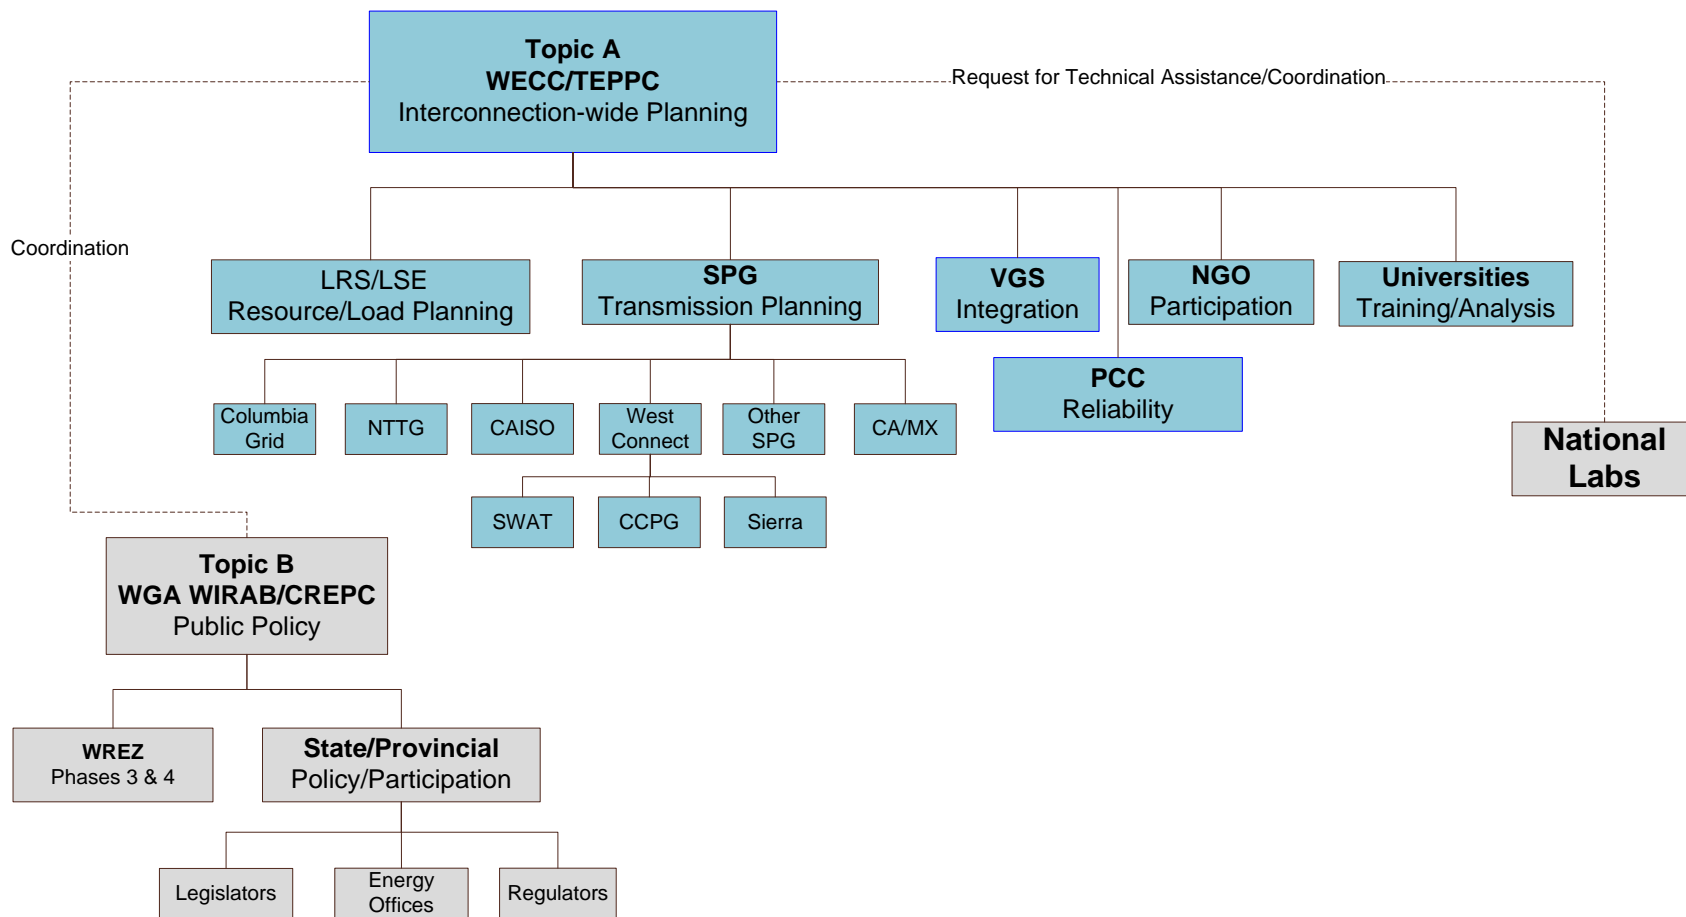 Topic A
WECC/TEPPC
Interconnection-wide Planning
Request for Technical Assistance/Coordination
Coordination
LRS/LSE
Resource/Load Planning
SPG
Transmission Planning
VGS
Integration
NGO
Participation
Universities
Training/Analysis
PCC
Reliability
Columbia
Grid
NTTG
CAISO
West
Connect
Other
SPG
CA/MX
National
Labs
SWAT
CCPG
Sierra
Topic B
WGA WIRAB/CREPC
Public Policy
WREZ
Phases 3 & 4
State/Provincial
Policy/Participation
Legislators
Energy
Offices
Regulators